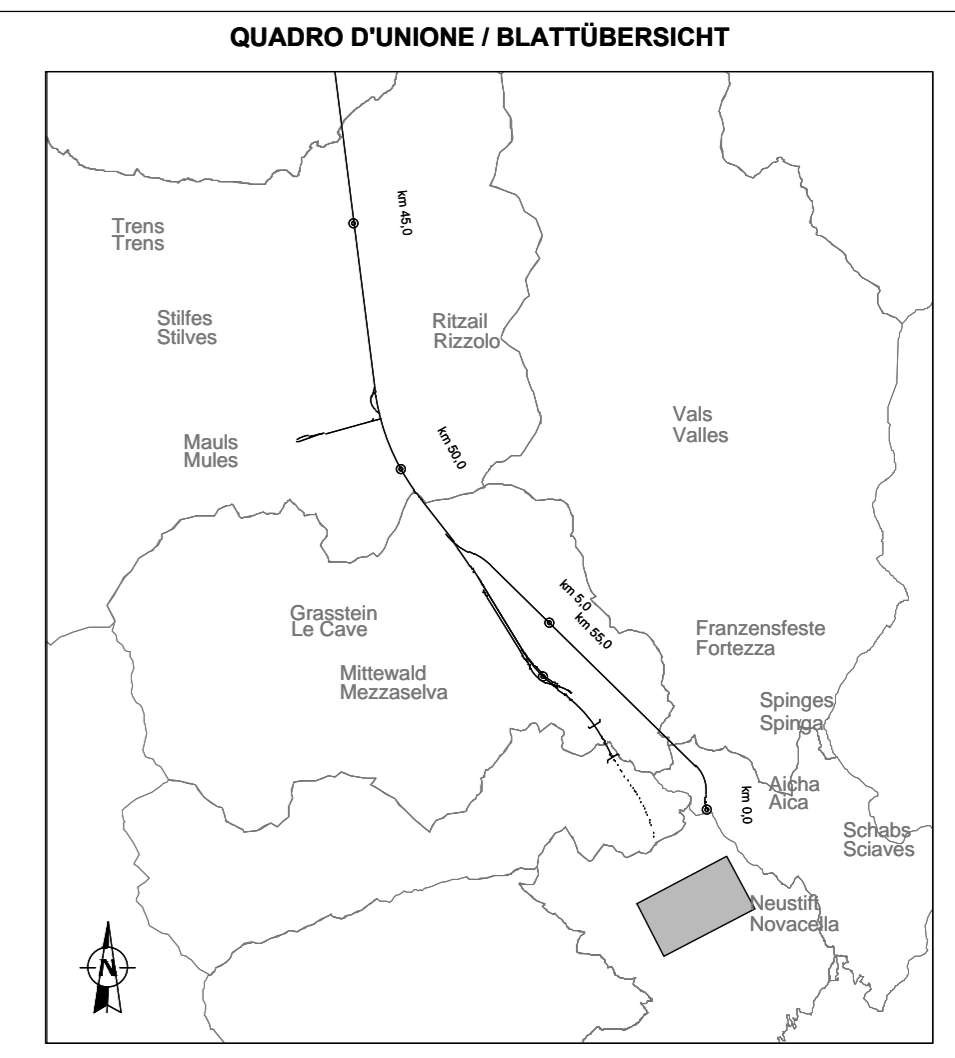 QUADRO D'UNIONE / BLATTÜBERSICHT
km 45,0
Trens
Trens
Stilfes
Stilves
Ritzail
Rizzolo
Vals
Valles
Mauls
Mules
km 50,0
km 5,0
km 55,0
Grasstein
Le Cave
Franzensfeste
Fortezza
Mittewald
Mezzaselva
Spinges
Spinga
Aicha
Aica
km 0,0
Schabs
Sciaves
Neustift
Novacella
N